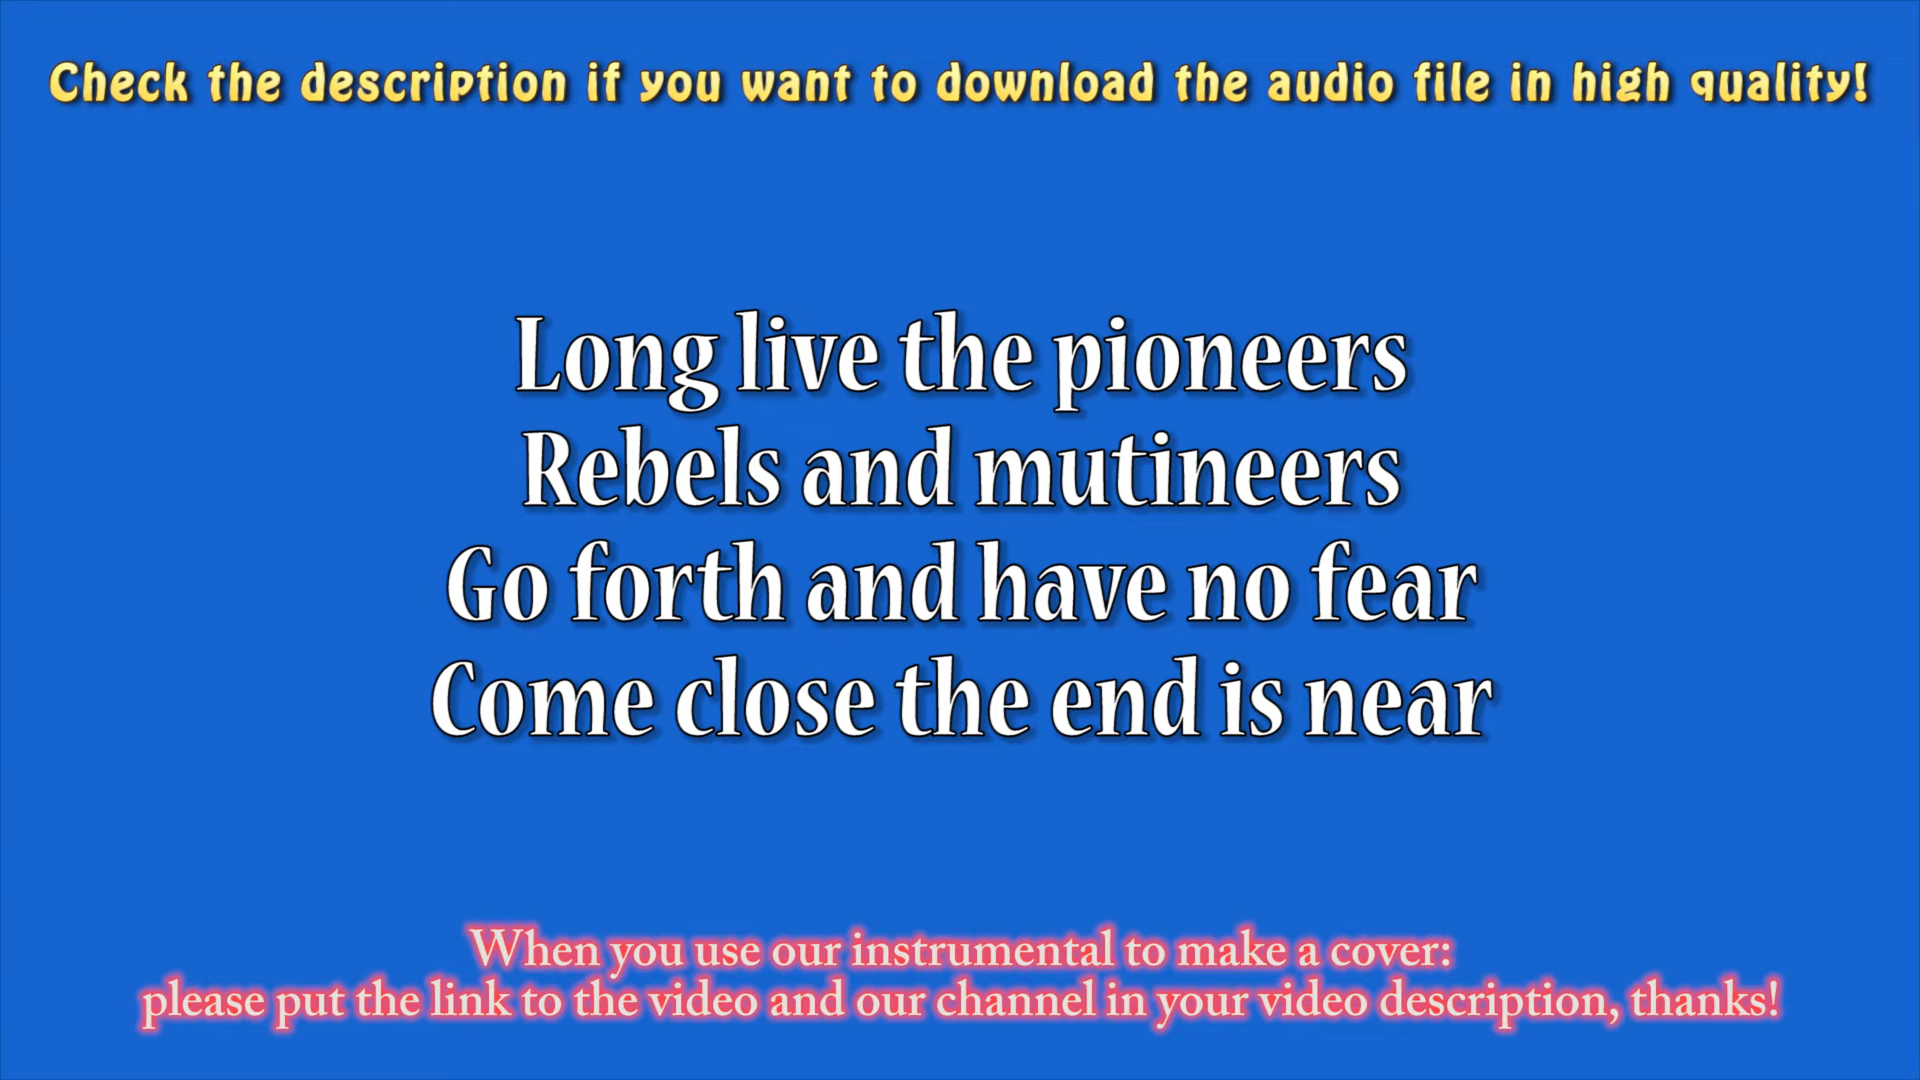 Check the description if you want to download the audio file in high quality!
Long live the pioneers
Rebels and mutineers
Go forth and have no fear
Come close the end is near
When you use our instrumental to make a cover:
please put the link to the video and our channel in your video description, thanks!